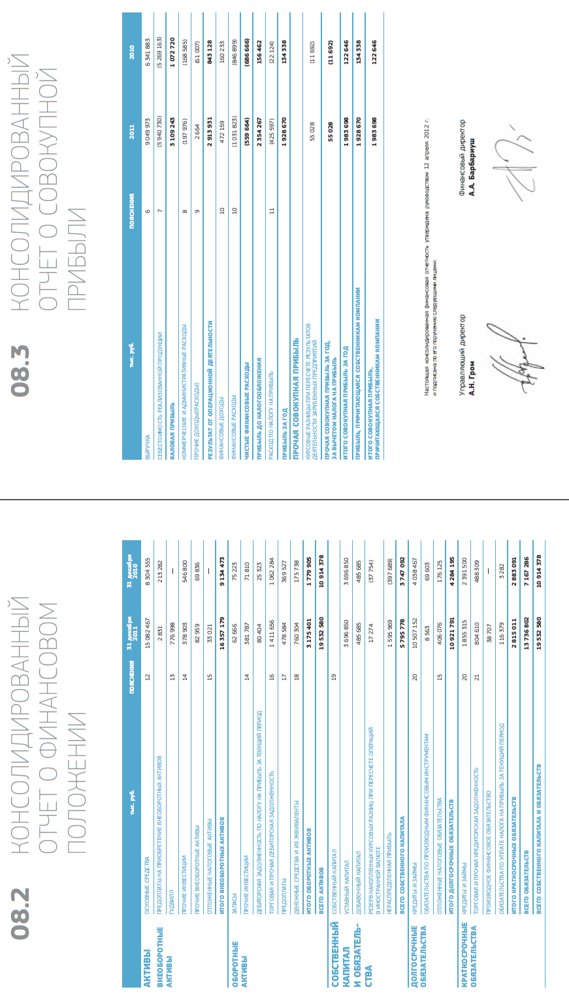 08.2 КОНСОЛИДИРОВАННЫЙ
ОТЧЕТ О ФИНАНСОВОМ
ПОЛОЖЕНИИ
тыс. руб. ПОЯСНЕНИЯ 31 декабря 2011 31 декабря 2010
АКТИВЫ
ВНЕОБОРОТНЫЕ АКТИВЫ
ОСНОВНЫЕ СРЕДСТВА 12 15 082 467 8 304 555
ПРЕДОПЛАТЫ НА ПРИОБРЕТЕНИЕ ВНЕОБОРОТНЫХ АКТИВОВ 2 831 213 282
ГУДВИЛЛ 13 776 998 —
ПРОЧИЕ ИНВЕСТИЦИИ 14 378 903 546 800
ПРОЧИЕ ВНЕОБОРОТНЫЕ АКТИВЫ 82 959 69 836
ОТЛОЖЕННЫЕ НАЛОГОВЫЕ АКТИВЫ 15 33 021 —
ИТОГО ВНЕОБОРОТНЫХ АКТИВОВ 16 357 179 9 134 473
ОБОРОТНЫЕ АКТИВЫ
ЗАПАСЫ 62 666 75 223
ПРОЧИЕ ИНВЕСТИЦИИ 14 381 787 71 810
ДЕБИТОРСКАЯ ЗАДОЛЖЕННОСТЬ ПО НАЛОГУ НА ПРИБЫЛЬ ЗА ТЕКУЩИЙ ПЕРИОД 80 404 25 323
ТОРГОВАЯ И ПРОЧАЯ ДЕБИТОРСКАЯ ЗАДОЛЖЕННОСТЬ 16 1 411 656 1 062 284
ПРЕДОПЛАТЫ 17 478 584 369 527
ДЕНЕЖНЫЕ СРЕДСТВА И ИХ ЭКВИВАЛЕНТЫ 18 760 304 175 738
ИТОГО ОБОРОТНЫХ АКТИВОВ 3 175 401 1 779 905
ВСЕГО АКТИВОВ 19 532 580 10 914 378
СОБСТВЕННЫЙ
КАПИТАЛ
И ОБЯЗАТЕЛЬ-
СТВА
СОБСТВЕННЫЙ КАПИТАЛ 19
УСТАВНЫЙ КАПИТАЛ 3 696 850 3 696 850
ДОБАВОЧНЫЙ КАПИТАЛ 485 685 485 685
РЕЗЕРВ НАКОПЛЕННЫХ КУРСОВЫХ РАЗНИЦ ПРИ ПЕРЕСЧЕТЕ ОПЕРАЦИЙ
В ИНОСТРАННОЙ ВАЛЮТЕ 17 274 (37 754)
НЕРАСПРЕДЕЛЕННАЯ ПРИБЫЛЬ 1 595 969 (397 689)
ВСЕГО СОБСТВЕННОГО КАПИТАЛА 5 795 778 3 747 092
ДОЛГОСРОЧНЫЕ
ОБЯЗАТЕЛЬСТВА
КРЕДИТЫ И ЗАЙМЫ 20 10 507 152 4 038 467
ОБЯЗАТЕЛЬСТВА ПО ПРОИЗВОДНЫМ ФИНАНСОВЫМ ИНСТРУМЕНТАМ 8 563 69 603
ОТЛОЖЕННЫЕ НАЛОГОВЫЕ ОБЯЗАТЕЛЬСТВА 15 406 076 176 125
ИТОГО ДОЛГОСРОЧНЫХ ОБЯЗАТЕЛЬСТВ 10 921 791 4 284 195
КРАТКОСРОЧНЫЕ
ОБЯЗАТЕЛЬСТВА
КРЕДИТЫ И ЗАЙМЫ 20 1 855 315 2 391 500
ТОРГОВАЯ И ПРОЧАЯ КРЕДИТОРСКАЯ ЗАДОЛЖЕННОСТЬ 21 804 610 488 309
ПРОИЗВОДНОЕ ФИНАНСОВОЕ ОБЯЗАТЕЛЬСТВО 38 707 —
ОБЯЗАТЕЛЬСТВА ПО УПЛАТЕ НАЛОГА НА ПРИБЫЛЬ ЗА ТЕКУЩИЙ ПЕРИОД 116 379 3 282
ИТОГО КРАТКОСРОЧНЫХ ОБЯЗАТЕЛЬСТВ 2 815 011 2 883 091
ВСЕГО ОБЯЗАТЕЛЬСТВ 13 736 802 7 167 286
ВСЕГО СОБСТВЕННОГО КАПИТАЛА И ОБЯЗАТЕЛЬСТВ 19 532 580 10 914 378
08.3 КОНСОЛИДИРОВАННЫЙ
ОТЧЕТ О СОВОКУПНОЙ
ПРИБЫЛИ
тыс. руб. ПОЯСНЕНИЯ 2011 2010
ВЫРУЧКА 6 9 049 973 6 341 883
СЕБЕСТОИМОСТЬ РЕАЛИЗОВАННОЙ ПРОДУКЦИИ 7 (5 940 730) (5 269 163)
ВАЛОВАЯ ПРИБЫЛЬ 3 109 243 1 072 720
КОММЕРЧЕСКИЕ И АДМИНИСТРАТИВНЫЕ РАСХОДЫ 8 (197 976) (168 585)
ПРОЧИЕ ДОХОДЫ/(РАСХОДЫ) 9 2 664 (61 007)
РЕЗУЛЬТАТ ОТ ОПЕРАЦИОННОЙ ДЕЯТЕЛЬНОСТИ 2 913 931 843 128
ФИНАНСОВЫЕ ДОХОДЫ 10 472 159 160 233
ФИНАНСОВЫЕ РАСХОДЫ 10 (1 031 823) (846 899)
ЧИСТЫЕ ФИНАНСОВЫЕ РАСХОДЫ (559 664) (686 666)
ПРИБЫЛЬ ДО НАЛОГООБЛОЖЕНИЯ 2 354 267 156 462
РАСХОД ПО НАЛОГУ НА ПРИБЫЛЬ 11 (425 597) (22 124)
ПРИБЫЛЬ ЗА ГОД 1 928 670 134 338
ПРОЧАЯ СОВОКУПНАЯ ПРИБЫЛЬ
КУРСОВЫЕ РАЗНИЦЫ ПРИ ПЕРЕСЧЕТЕ РЕЗУЛЬТАТОВ
ДЕЯТЕЛЬНОСТИ ЗАРУБЕЖНЫХ ПРЕДПРИЯТИЙ 55 028 (11 692)
ПРОЧАЯ СОВОКУПНАЯ ПРИБЫЛЬ ЗА ГОД,
ЗА ВЫЧЕТОМ НАЛОГА НА ПРИБЫЛЬ 55 028 (11 692)
ИТОГО СОВОКУПНАЯ ПРИБЫЛЬ ЗА ГОД 1 983 698 122 646
ПРИБЫЛЬ, ПРИЧИТАЮЩАЯСЯ СОБСТВЕННИКАМ КОМПАНИИ 1 928 670 134 338
ИТОГО СОВОКУПНАЯ ПРИБЫЛЬ,
ПРИЧИТАЮЩАЯСЯ СОБСТВЕННИКАМ КОМПАНИИ 1 983 698 122 646
Настоящая консолидированная финансовая отчетность утверждена руководством 12 апреля 2012 г.
и подписана по его поручению следующими лицами:
Управляющий директор
А.Н. Гром
Финансовый директор
А.А. Барбариуш